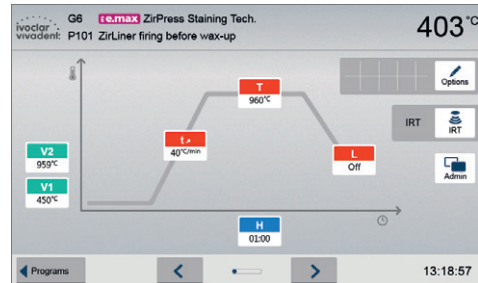 ivoclar
vivadent:
G6 e.max ZirPress Staining Tech.
P101 ZirLiner firing before wax-up
403°C
Options
T
960°C
IRT
IRT
t↗
40°C/min
V2
959°C
L
Off
Admin
V1
450°C
H
01:00
Programs
13:18:57